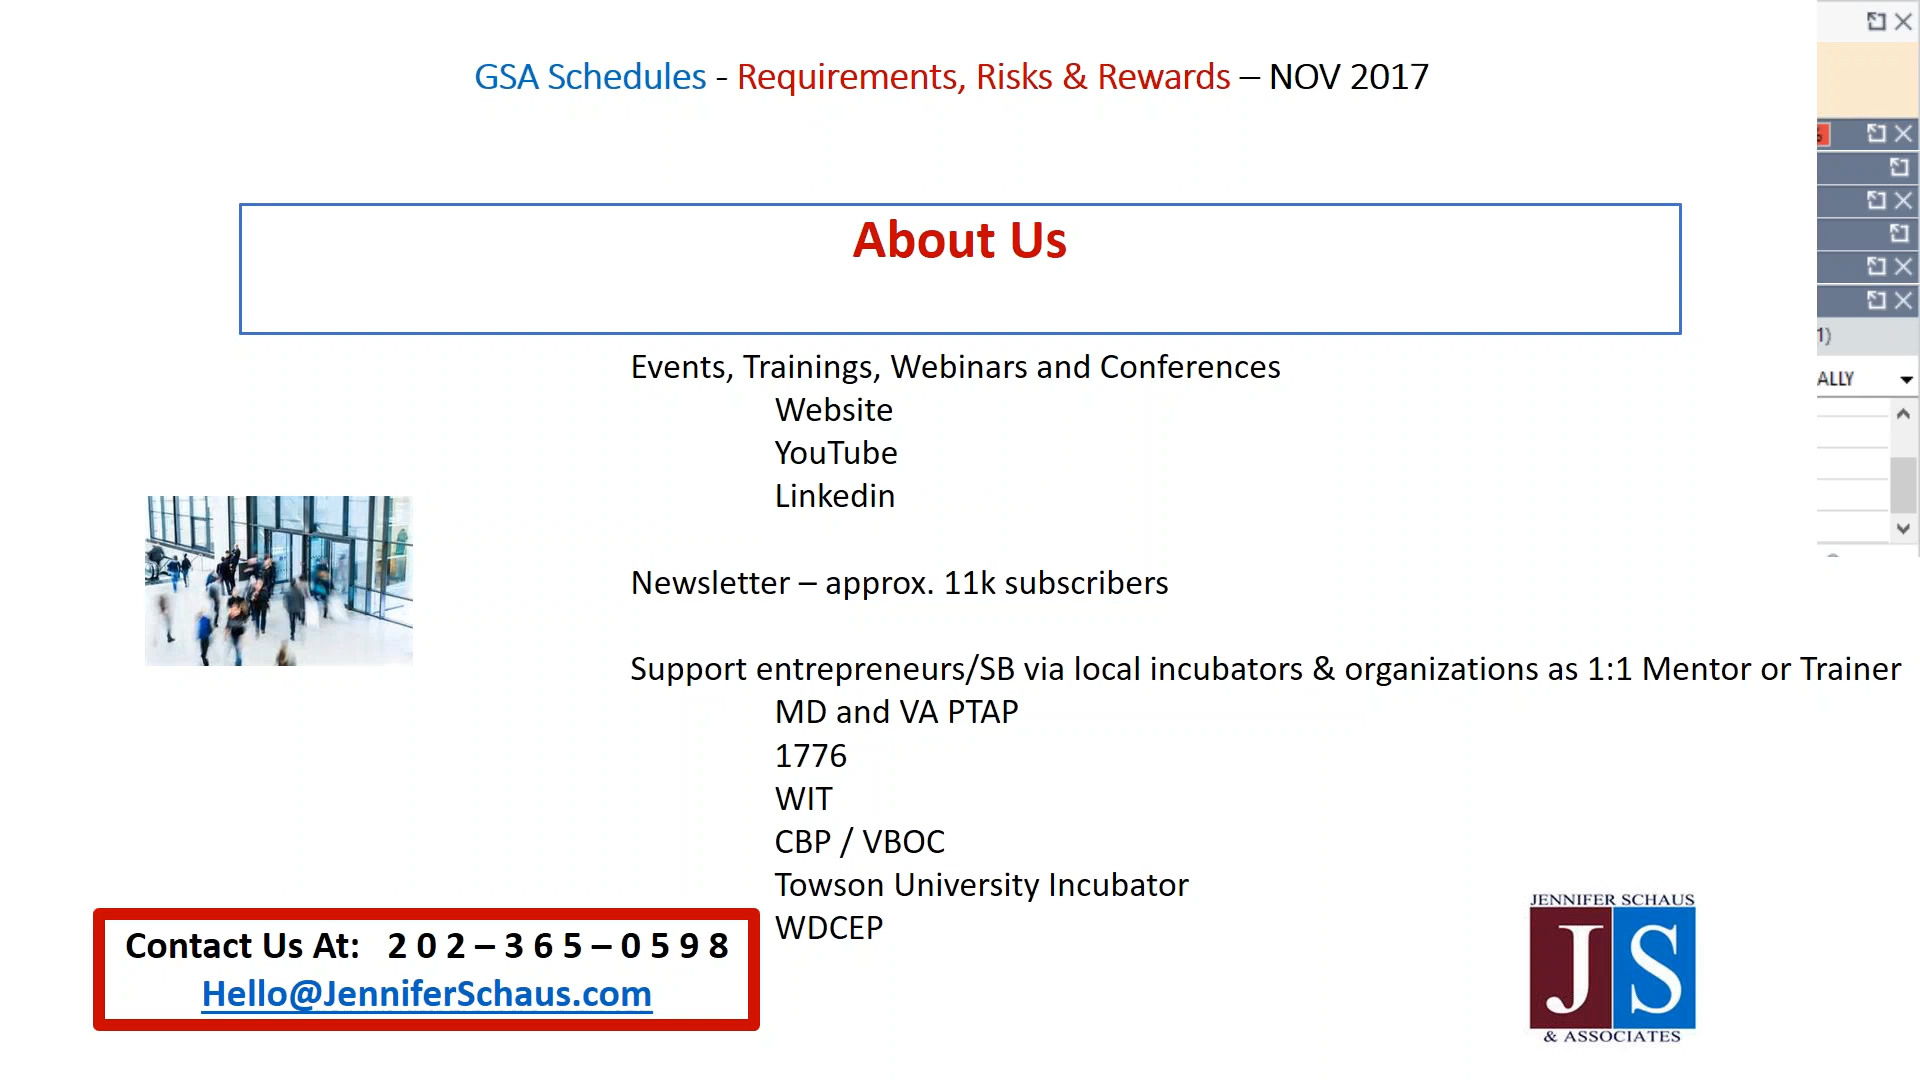 GSA Schedules - Requirements, Risks & Rewards – NOV 2017
About Us
Events, Trainings, Webinars and Conferences
Website
YouTube
Linkedin
Newsletter – approx. 11k subscribers
Support entrepreneurs/SB via local incubators & organizations as 1:1 Mentor or Trainer
MD and VA PTAP
1776
WIT
CBP / VBOC
Towson University Incubator
WDCEP
Contact Us At: 2 0 2 – 3 6 5 – 0 5 9 8
Hello@JenniferSchaus.com
JENNIFER SCHAUS
JS
& ASSOCIATES
1)
ALLY